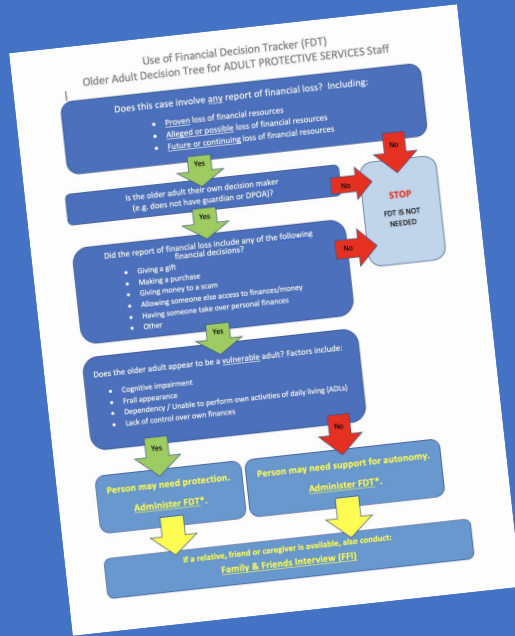 Use of Financial Decision Tracker (FDT)
Older Adult Decision Tree for ADULT PROTECTIVE SERVICES Staff
Does this case involve any report of financial loss? Including:
• Proven loss of financial resources
• Alleged or possible loss of financial resources
• Future or continuing loss of financial resources
Yes
No
Is the older adult their own decision maker
(e.g. does not have guardian or DPOA)?
No
STOP
FDT IS NOT
NEEDED
Yes
Did the report of financial loss include any of the following
financial decisions?
• Giving a gift
• Making a purchase
• Giving money to a scam
• Allowing someone else access to finances/money
• Having someone take over personal finances
• Other
No
Yes
Does the older adult appear to be a vulnerable adult? Factors include:
• Cognitive impairment
• Frail appearance
• Dependency / Unable to perform own activities of daily living (ADLs)
• Lack of control over own finances
Yes
No
Person may need protection.
Administer FDT*.
Person may need support for autonomy.
Administer FDT*.
If a relative, friend or caregiver is available, also conduct:
Family & Friends Interview (FFI)